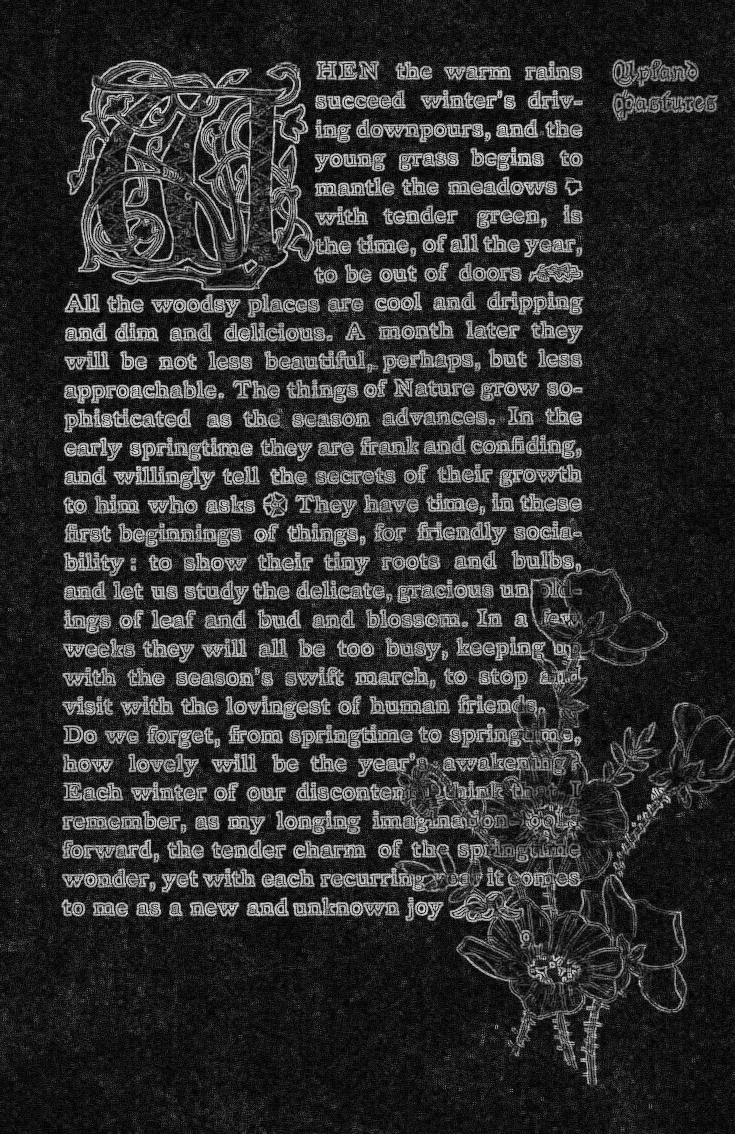 WHEN the warm rains
succeed winter's driv-
ing downpours, and the
young grass begins to
mantle the meadows
with tender green, is
the time, of all the year,
to be out of doors
All the woodsy places are cool and dripping
and dim and delicious. A month later they
will be not less beautiful, perhaps, but less
approachable. The things of Nature grow so-
phisticated as the season advances. In the
early springtime they are frank and confiding,
and willingly tell the secrets of their growth
to him who asks They have time, in these
first beginnings of things, for friendly socia-
bility: to show their tiny roots and bulbs,
and let us study the delicate, gracious unfold-
ings of leaf and bud and blossom. In a few
weeks they will all be too busy, keeping up
with the season's swift march, to stop and
visit with the lovingest of human friends.
Do we forget, from springtime to springtime,
how lovely will be the year's awakening?
Each winter of our discontent I think that I
remember, as my longing imagination looks
forward, the tender charm of the springtime
wonder, yet with each recurring year it comes
to me as a new and unknown joy
Upland
Pastures